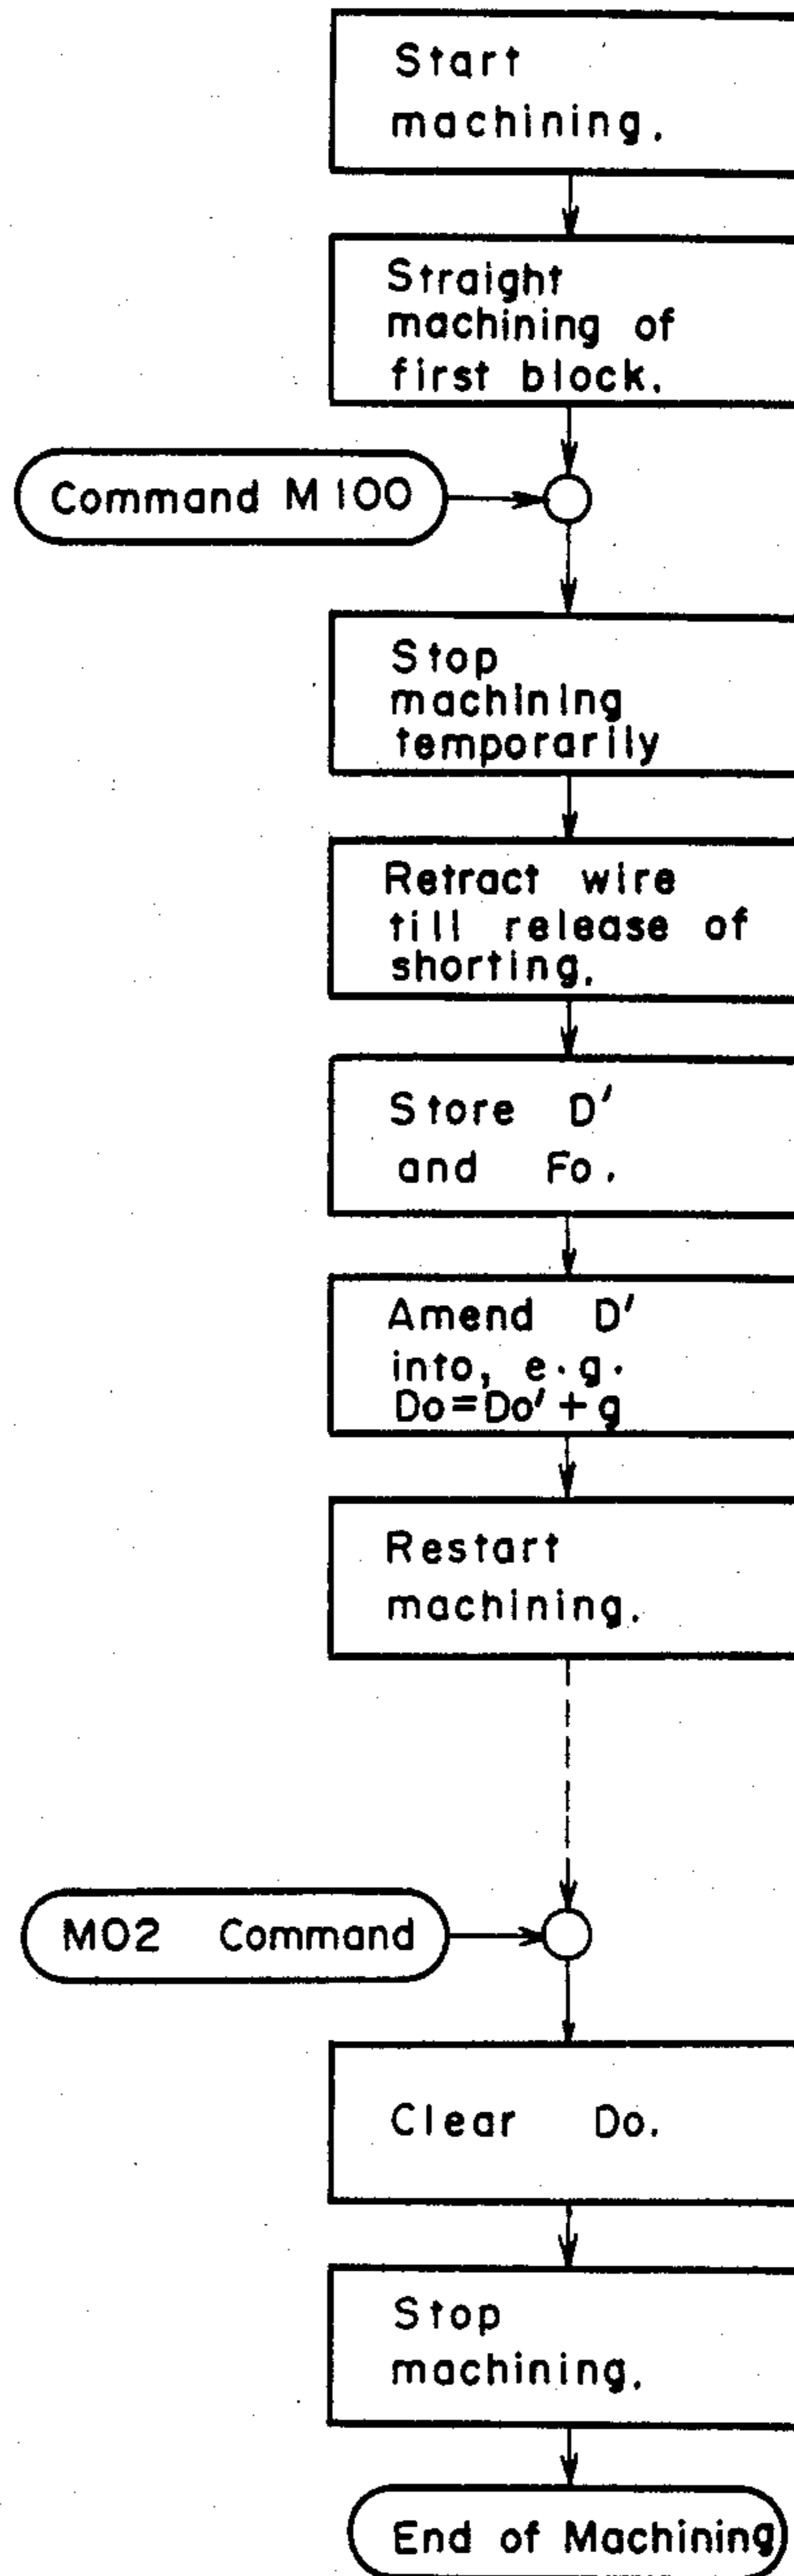 Start
machining.
Straight
machining of
first block.
Command M100
Stop
machining
temporarily
Retract wire
till release of
shorting.
Store D'
and Fo.
Amend D'
into, e.g.
Do=Do'+g
Restart
machining.
M02 Command
Clear Do.
Stop
machining.
End of Machining